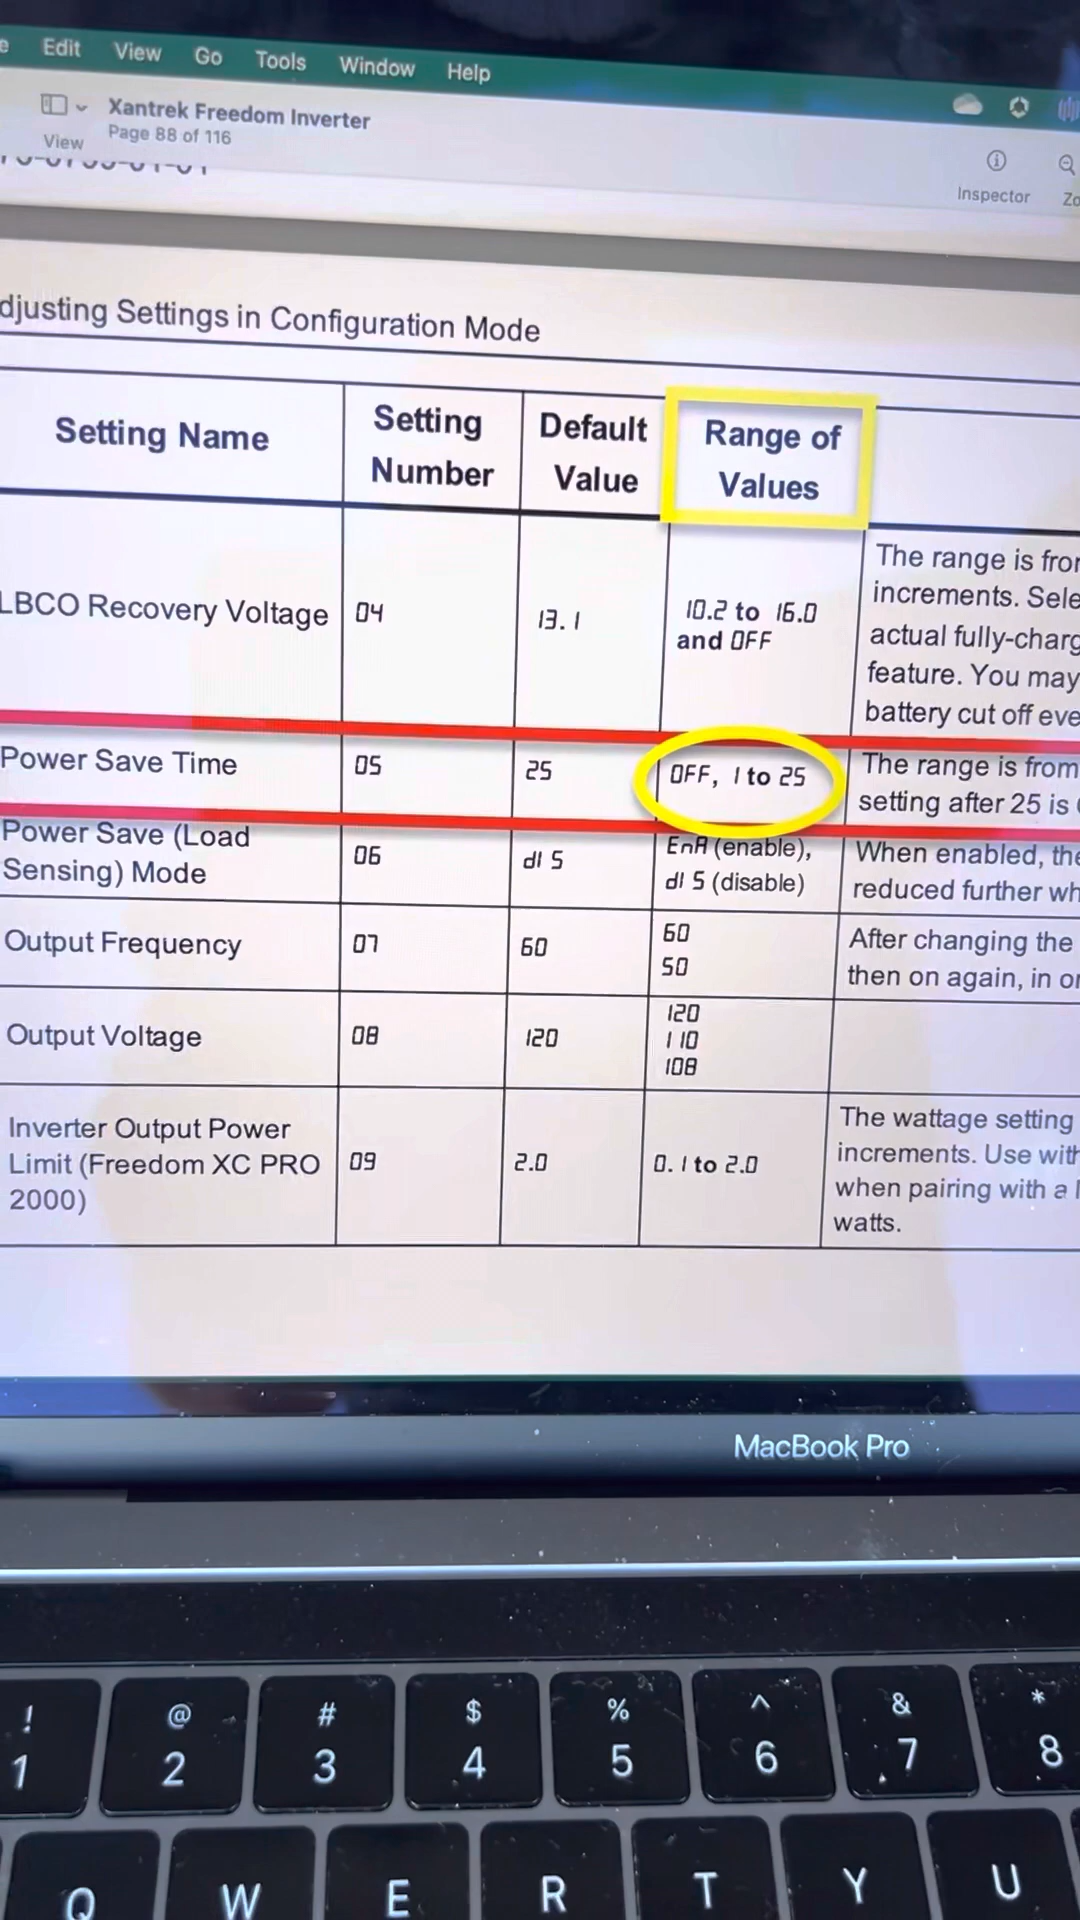 Edit View Go Tools Window Help
Xantrek Freedom Inverter
Page 88 of 116
View
Inspector
djusting Settings in Configuration Mode
Setting Name
Setting
Number
Default
Value
Range of
Values
LBCO Recovery Voltage
04
13.1
10.2 to 16.0
and OFF
The range is from
increments. Sele
actual fully-charg
feature. You may
battery cut off eve
Power Save Time
05
25
OFF, 1 to 25
The range is from
setting after 25 is
Power Save (Load
Sensing) Mode
06
dIS
EnA (enable),
dIS (disable)
When enabled, the
reduced further wh
Output Frequency
07
60
60
50
After changing the
then on again, in or
Output Voltage
08
120
120
110
108
Inverter Output Power
Limit (Freedom XC PRO
2000)
09
2.0
0.1 to 2.0
The wattage setting
increments. Use with
when pairing with a
watts.
MacBook Pro
! @ # $ % ^ & *
1 2 3 4 5 6 7 8
Q W E R T Y U